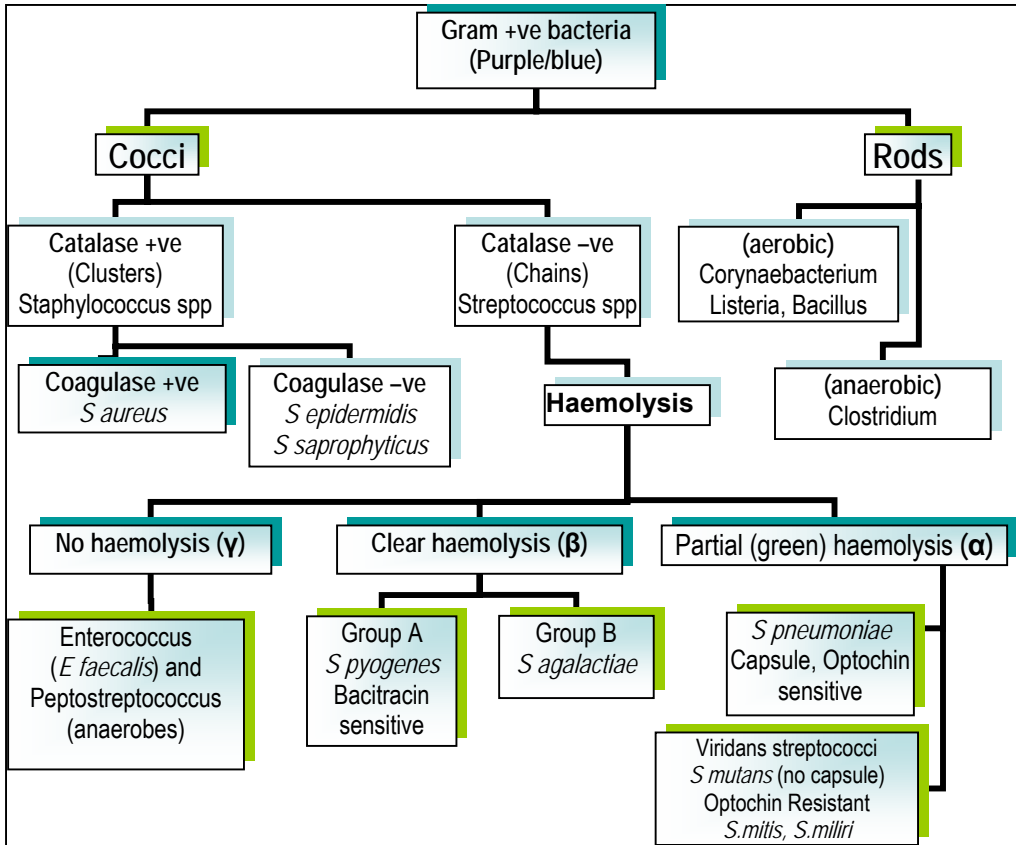 Gram +ve bacteria
(Purple/blue)
Cocci
Rods
Catalase +ve
(Clusters)
Staphylococcus spp
Catalase –ve
(Chains)
Streptococcus spp
(aerobic)
Corynaebacterium
Listeria, Bacillus
Coagulase +ve
S aureus
Coagulase –ve
S epidermidis
S saprophyticus
Haemolysis
(anaerobic)
Clostridium
No haemolysis (γ)
Clear haemolysis (β)
Partial (green) haemolysis (α)
Enterococcus
(E faecalis) and
Peptostreptococcus
(anaerobes)
Group A
S pyogenes
Bacitracin
sensitive
Group B
S agalactiae
S pneumoniae
Capsule, Optochin
sensitive
Viridans streptococci
S mutans (no capsule)
Optochin Resistant
S.mitis, S.miliri